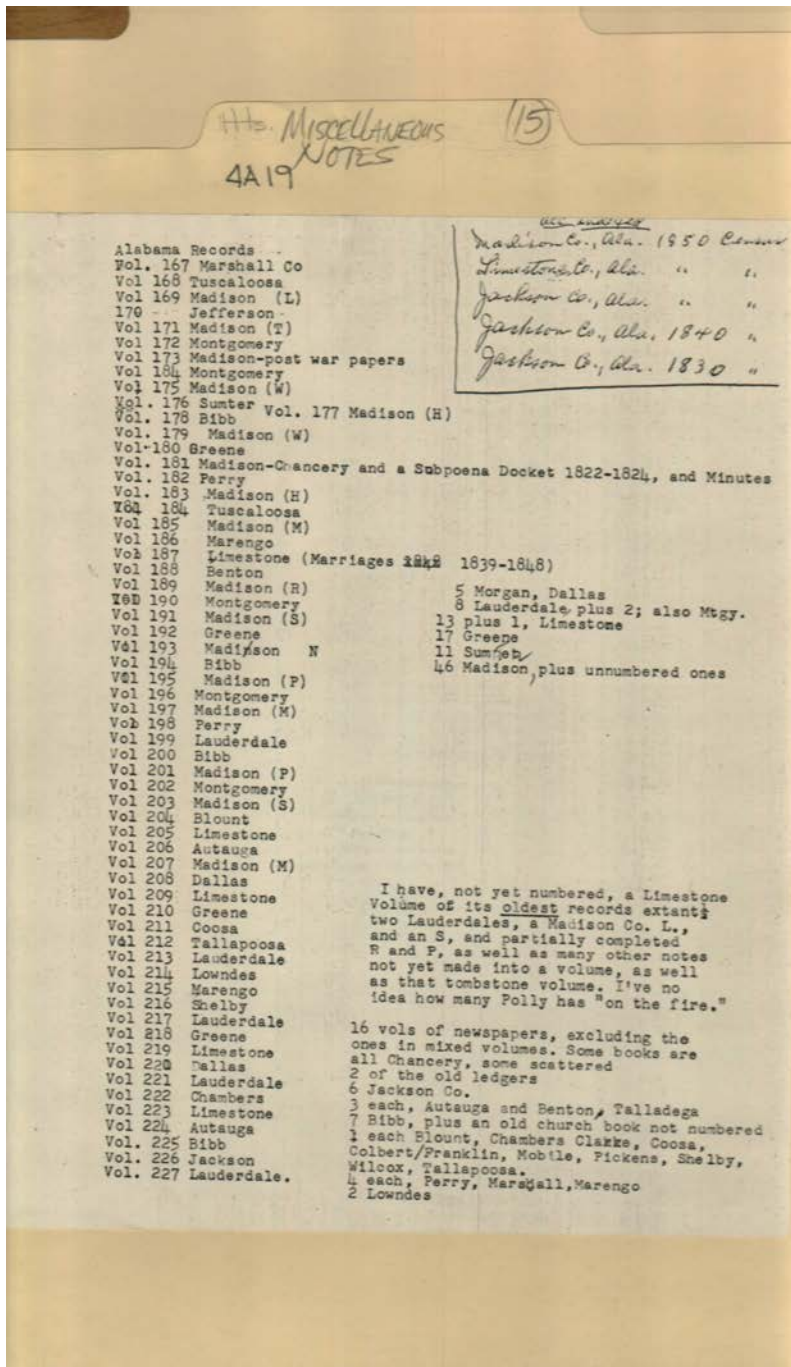 Hts. MISCELLANEOUS (15)
NOTES
4A19
All indexed
Madison Co., Ala. 1850 Census
Limestone Co., Ala. " "
Jackson Co., Ala. " "
Jackson Co., Ala. 1840 "
Jackson Co., Ala. 1830 "
Alabama Records -
Vol. 167 Marshall Co
Vol 168 Tuscaloosa
Vol 169 Madison (L)
170 -- Jefferson -
Vol 171 Madison (T)
Vol 172 Montgomery
Vol 173 Madison-post war papers
Vol 184 Montgomery
Vol 175 Madison (W)
Vol. 176 Sumter Vol. 177 Madison (H)
Vol. 178 Bibb
Vol. 179 Madison (W)
Vol-180 Greene
Vol. 181 Madison-Chancery and a Subpoena Docket 1822-1824, and Minutes
Vol. 182 Perry
Vol. 183 Madison (H)
184 Tuscaloosa
Vol 185 Madison (M)
Vol 186 Marengo
Vol 187 Limestone (Marriages 1839-1848)
Vol 188 Benton
Vol 189 Madison (R)
190 Montgomery
Vol 191 Madison (S)
Vol 192 Greene
Vol 193 Madison N
Vol 194 Bibb
Vol 195 Madison (P)
Vol 196 Montgomery
Vol 197 Madison (M)
Vol 198 Perry
Vol 199 Lauderdale
Vol 200 Bibb
Vol 201 Madison (P)
Vol 202 Montgomery
Vol 203 Madison (S)
Vol 204 Blount
Vol 205 Limestone
Vol 206 Autauga
Vol 207 Madison (M)
Vol 208 Dallas
Vol 209 Limestone
Vol 210 Greene
Vol 211 Coosa
Vol 212 Tallapoosa
Vol 213 Lauderdale
Vol 214 Lowndes
Vol 215 Marengo
Vol 216 Shelby
Vol 217 Lauderdale
Vol 218 Greene
Vol 219 Limestone
Vol 220 Dallas
Vol 221 Lauderdale
Vol 222 Chambers
Vol 223 Limestone
Vol 224 Autauga
Vol. 225 Bibb
Vol. 226 Jackson
Vol. 227 Lauderdale.
5 Morgan, Dallas
8 Lauderdale, plus 2; also Mtgy.
13 plus 1, Limestone
17 Greene
11 Sumter
46 Madison, plus unnumbered ones
I have, not yet numbered, a Limestone
Volume of its oldest records extant;
two Lauderdales, a Madison Co. L.,
and an S, and partially completed
R and P, as well as many other notes
not yet made into a volume, as well
as that tombstone volume. I've no
idea how many Polly has "on the fire."
16 vols of newspapers, excluding the
ones in mixed volumes. Some books are
all Chancery, some scattered
2 of the old ledgers
6 Jackson Co.
3 each, Autauga and Benton, Talladega
7 Bibb, plus an old church book not numbered
1 each Blount, Chambers Clakke, Coosa,
Colbert/Franklin, Mobile, Pickens, Shelby,
Wilcox, Tallapoosa.
4 each, Perry, Marshall,Marengo
2 Lowndes